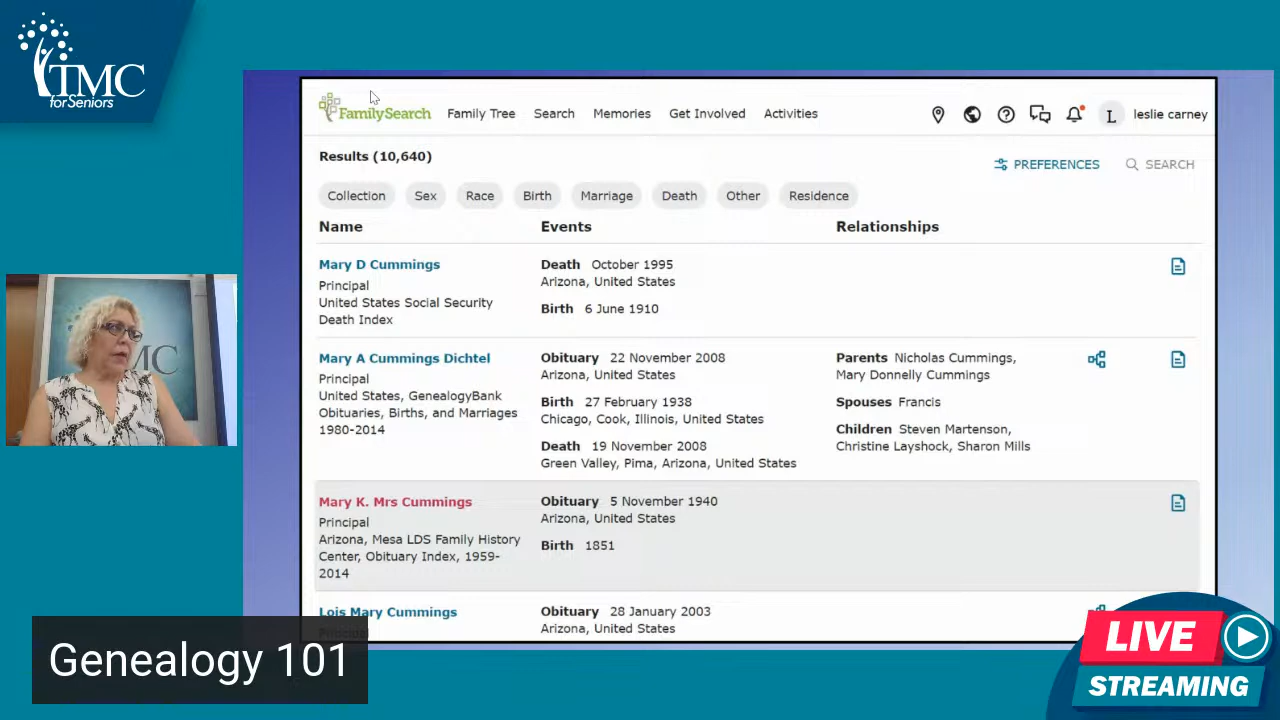 TMC
for Seniors
FamilySearch
Family Tree
Search
Memories
Get Involved
Activities
L
leslie carney
Results (10,640)
PREFERENCES
SEARCH
Collection
Sex
Race
Birth
Marriage
Death
Other
Residence
Name
Events
Relationships
Mary D Cummings
Principal
United States Social Security
Death Index
Death October 1995
Arizona, United States
Birth 6 June 1910
Mary A Cummings Dichtel
Principal
United States, GenealogyBank
Obituaries, Births, and Marriages
1980-2014
Obituary 22 November 2008
Arizona, United States
Birth 27 February 1938
Chicago, Cook, Illinois, United States
Death 19 November 2008
Green Valley, Pima, Arizona, United States
Parents Nicholas Cummings,
Mary Donnelly Cummings
Spouses Francis
Children Steven Martenson,
Christine Layshock, Sharon Mills
Mary K. Mrs Cummings
Principal
Arizona, Mesa LDS Family History
Center, Obituary Index, 1959-
2014
Obituary 5 November 1940
Arizona, United States
Birth 1851
Lois Mary Cummings
Principal
Obituary 28 January 2003
Arizona, United States
MC
Genealogy 101
LIVE
STREAMING